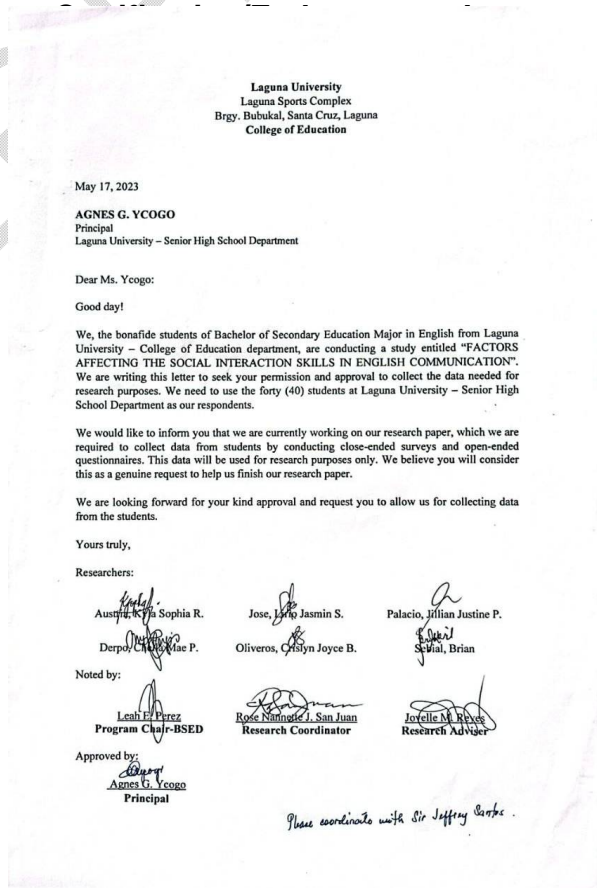 Laguna University
Laguna Sports Complex
Brgy. Bubukal, Santa Cruz, Laguna
College of Education
May 17, 2023
AGNES G. YCOGO
Principal
Laguna University – Senior High School Department
Dear Ms. Ycogo:
Good day!
We, the bonafide students of Bachelor of Secondary Education Major in English from Laguna
University – College of Education department, are conducting a study entitled “FACTORS
AFFECTING THE SOCIAL INTERACTION SKILLS IN ENGLISH COMMUNICATION”.
We are writing this letter to seek your permission and approval to collect the data needed for
research purposes. We need to use the forty (40) students at Laguna University – Senior High
School Department as our respondents.
We would like to inform you that we are currently working on our research paper, which we are
required to collect data from students by conducting close-ended surveys and open-ended
questionnaires. This data will be used for research purposes only. We believe you will consider
this as a genuine request to help us finish our research paper.
We are looking forward for your kind approval and request you to allow us for collecting data
from the students.
Yours truly,
Researchers:
Sophia R. Jose, Jasmin S. Palacio, Jillian Justine P.
Mae P. Oliveros, Joyce B. Brian
Noted by:
Leah E. Perez Rose Nannette J. San Juan Jovelle M. Reyes
Program Chair-BSED Research Coordinator Research Adviser
Approved by:
Agnes G. Ycogo
Principal
Please coordinate with Sir Jeffrey Santos.